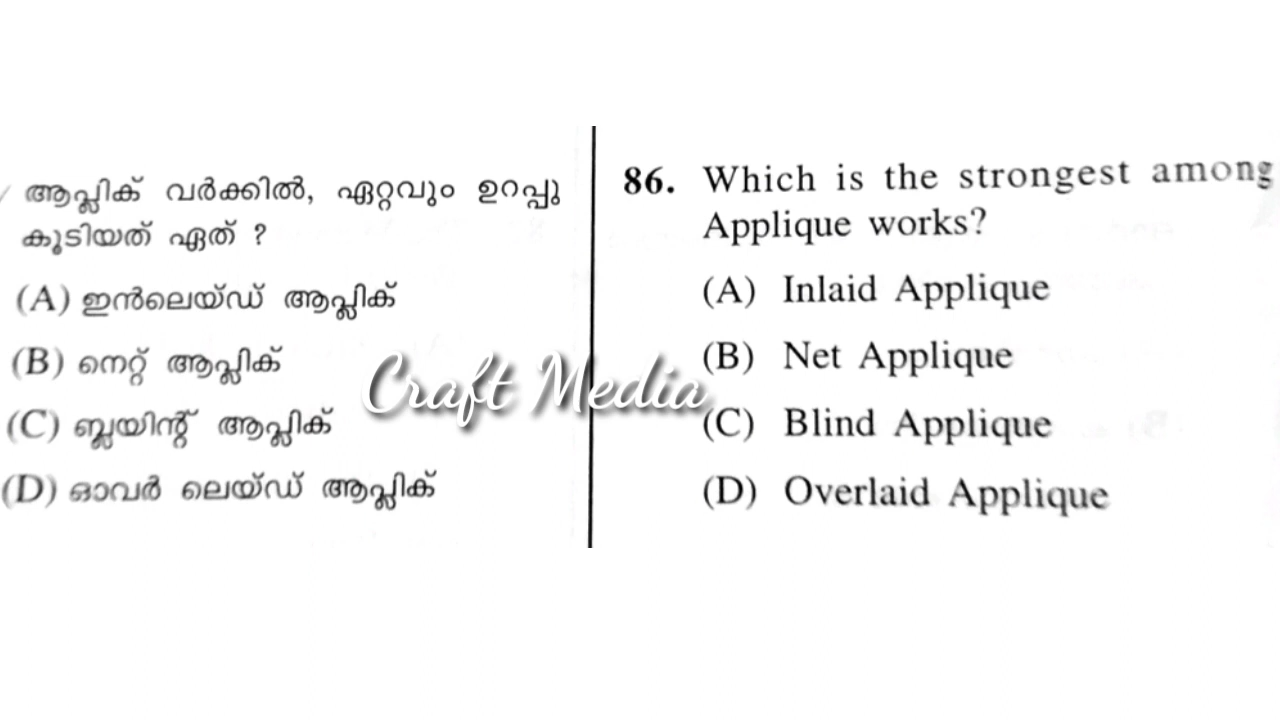 ആപ്ലിക് വർക്കിൽ, ഏറ്റവും ഉറപ്പു
കൂടിയത് ഏത് ?
(A) ഇൻലെയ്ഡ് ആപ്ലിക്
(B) നെറ്റ് ആപ്ലിക്
(C) ബ്ലയിന്റ് ആപ്ലിക്
(D) ഓവർ ലെയ്ഡ് ആപ്ലിക്
86. Which is the strongest among
Applique works?
(A) Inlaid Applique
(B) Net Applique
(C) Blind Applique
(D) Overlaid Applique
Craft Media